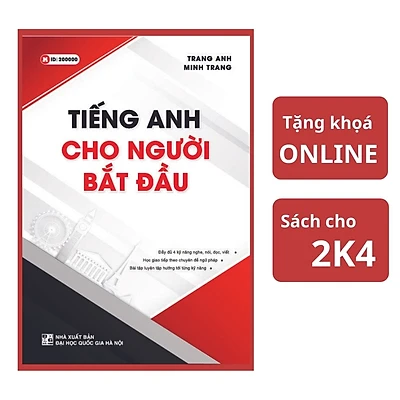 ID: 200000
TRANG ANH
MINH TRANG
TIẾNG ANH
CHO NGƯỜI
BẮT ĐẦU
Đầy đủ 4 kỹ năng nghe, nói, đọc, viết
Học giao tiếp theo chuyên đề ngữ pháp
Bài tập luyện tập hướng tới từng kỹ năng
NHÀ XUẤT BẢN
ĐẠI HỌC QUỐC GIA HÀ NỘI
Tặng khoá
ONLINE
Sách cho
2K4